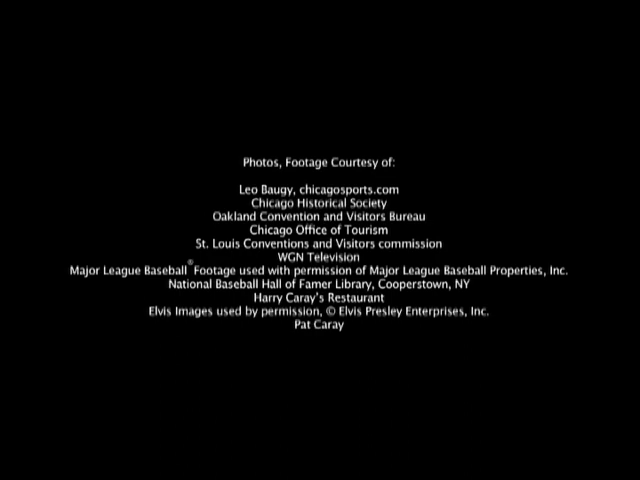 Photos, Footage Courtesy of:
Leo Baugy, chicagosports.com
Chicago Historical Society
Oakland Convention and Visitors Bureau
Chicago Office of Tourism
St. Louis Conventions and Visitors commission
WGN Television
Major League Baseball® Footage used with permission of Major League Baseball Properties, Inc.
National Baseball Hall of Famer Library, Cooperstown, NY
Harry Caray's Restaurant
Elvis Images used by permission, © Elvis Presley Enterprises, Inc.
Pat Caray